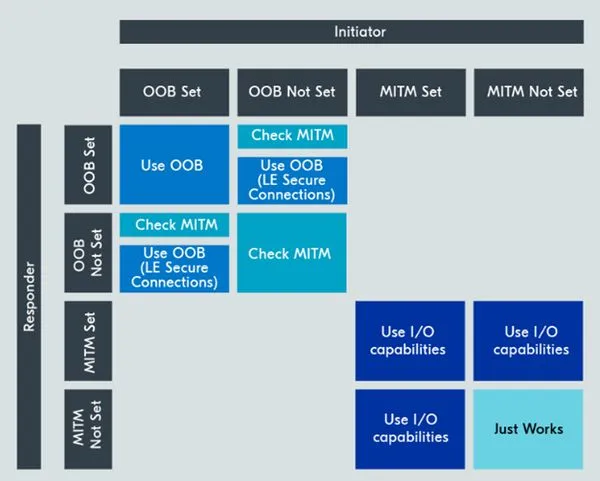 Initiator
OOB Set
OOB Not Set
MITM Set
MITM Not Set
Responder
OOB Set
Use OOB
Check MITM
Use OOB
(LE Secure
Connections)
OOB
Not Set
Check MITM
Use OOB
(LE Secure
Connections)
Check MITM
MITM Set
Use I/O
capabilities
Use I/O
capabilities
MITM
Not Set
Use I/O
capabilities
Just Works